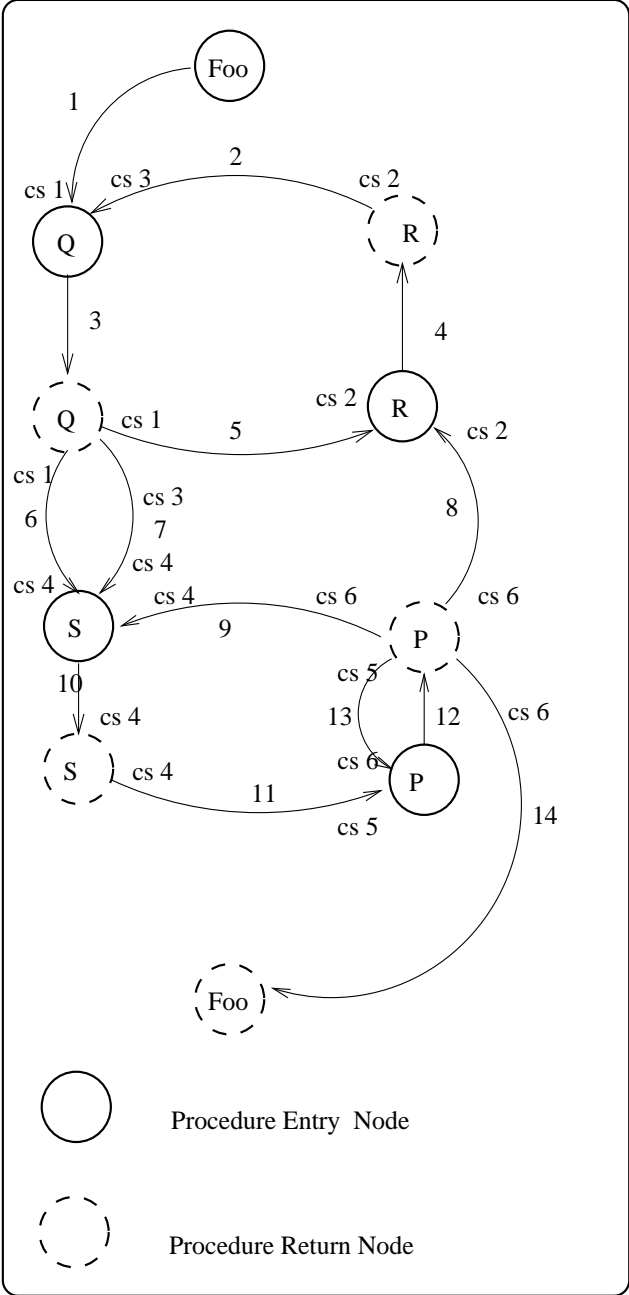 Foo
1
2
cs 1
cs 3
cs 2
Q
R
3
4
cs 2
R
Q
cs 1
5
cs 2
cs 1
cs 3
6
7
8
cs 4
cs 4
cs 4
cs 6
cs 6
S
9
P
cs 5
10
cs 4
13
12
cs 6
S
cs 4
cs 6
P
11
cs 5
14
Foo
Procedure Entry Node
Procedure Return Node